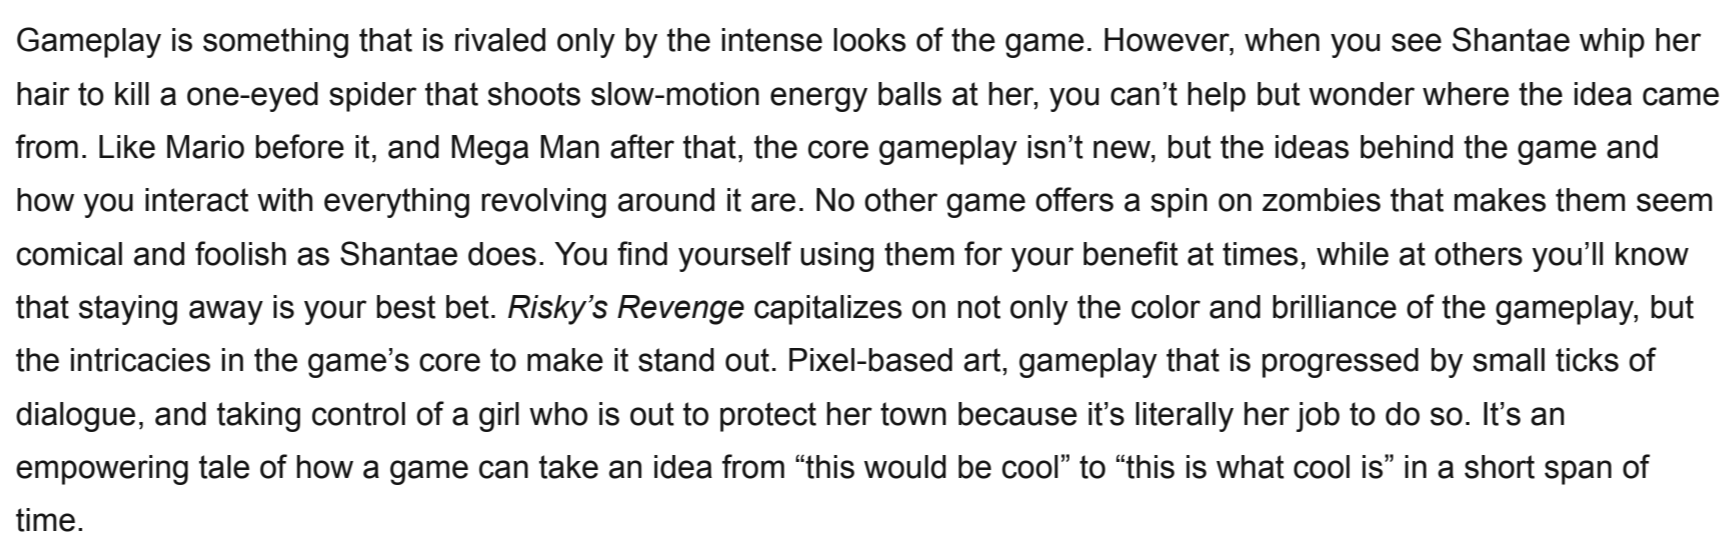 Gameplay is something that is rivaled only by the intense looks of the game. However, when you see Shantae whip her
hair to kill a one-eyed spider that shoots slow-motion energy balls at her, you can’t help but wonder where the idea came
from. Like Mario before it, and Mega Man after that, the core gameplay isn’t new, but the ideas behind the game and
how you interact with everything revolving around it are. No other game offers a spin on zombies that makes them seem
comical and foolish as Shantae does. You find yourself using them for your benefit at times, while at others you’ll know
that staying away is your best bet. Risky’s Revenge capitalizes on not only the color and brilliance of the gameplay, but
the intricacies in the game’s core to make it stand out. Pixel-based art, gameplay that is progressed by small ticks of
dialogue, and taking control of a girl who is out to protect her town because it’s literally her job to do so. It’s an
empowering tale of how a game can take an idea from “this would be cool” to “this is what cool is” in a short span of
time.